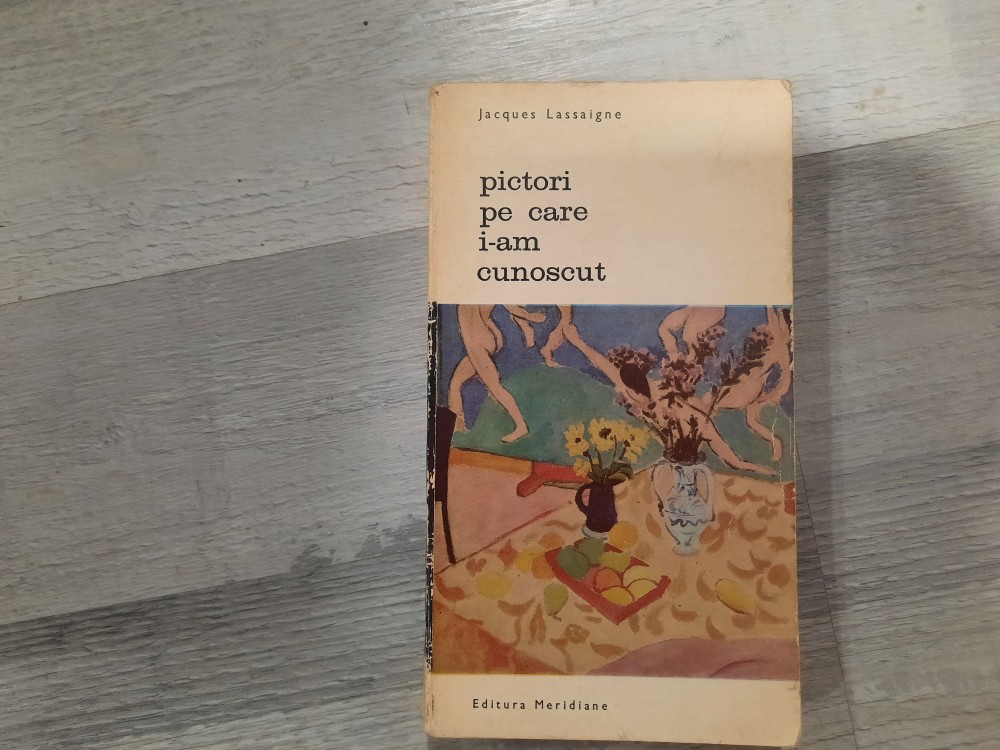 Jacques Lassaigne
pictori
pe care
i-am
cunoscut
Editura Meridiane